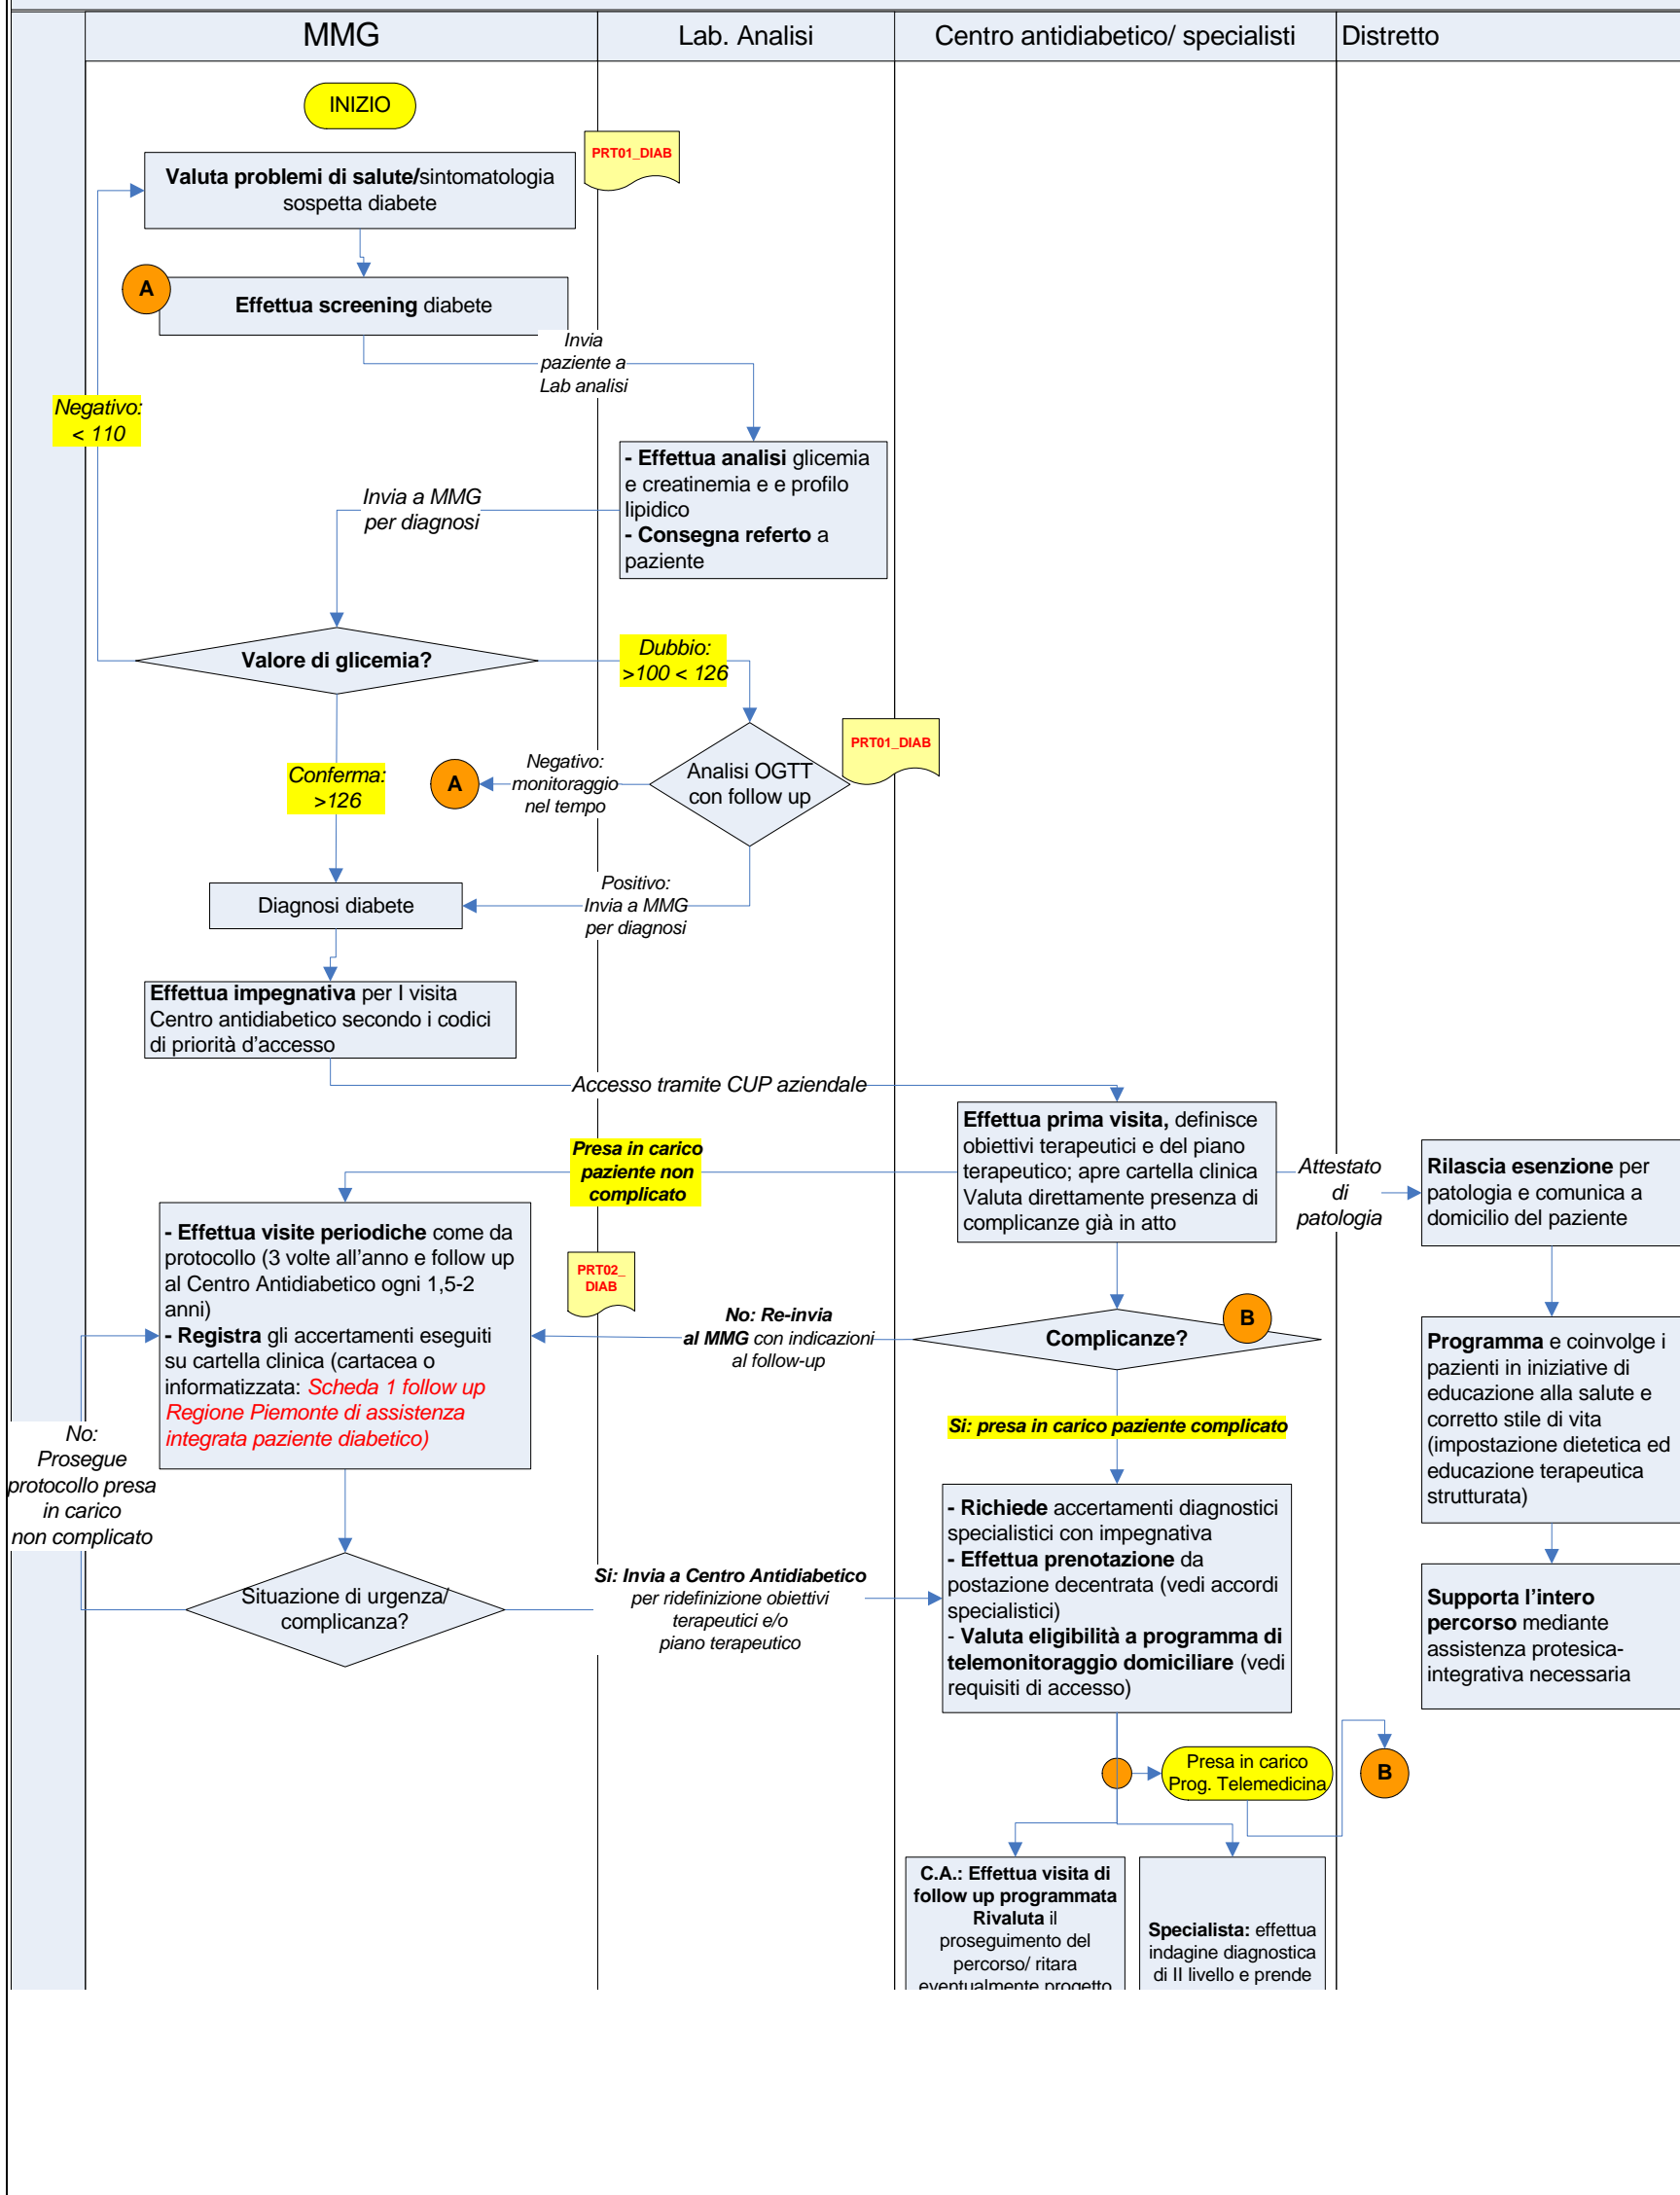 MMG
Lab. Analisi
Centro antidiabetico/ specialisti
Distretto
INIZIO
PRT01_DIAB
Valuta problemi di salute/sintomatologia
sospetta diabete
A
Effettua screening diabete
Invia
paziente a
Lab analisi
Negativo:
< 110
- Effettua analisi glicemia
e creatinemia e e profilo
lipidico
- Consegna referto a
paziente
Invia a MMG
per diagnosi
Valore di glicemia?
Dubbio:
>100 < 126
PRT01_DIAB
Analisi OGTT
con follow up
Negativo:
monitoraggio
nel tempo
A
Conferma:
>126
Diagnosi diabete
Positivo:
Invia a MMG
per diagnosi
Effettua impegnativa per I visita
Centro antidiabetico secondo i codici
di priorità d'accesso
Accesso tramite CUP aziendale
Effettua prima visita, definisce
obiettivi terapeutici e del piano
terapeutico; apre cartella clinica
Valuta direttamente presenza di
complicanze già in atto
Presa in carico
paziente non
complicato
Attestato
di
patologia
Rilascia esenzione per
patologia e comunica a
domicilio del paziente
- Effettua visite periodiche come da
protocollo (3 volte all'anno e follow up
al Centro Antidiabetico ogni 1,5-2
anni)
- Registra gli accertamenti eseguiti
su cartella clinica (cartacea o
informatizzata: Scheda 1 follow up
Regione Piemonte di assistenza
integrata paziente diabetico)
PRT02_
DIAB
No: Re-invia
al MMG con indicazioni
al follow-up
B
Complicanze?
Programma e coinvolge i
pazienti in iniziative di
educazione alla salute e
corretto stile di vita
(impostazione dietetica ed
educazione terapeutica
strutturata)
Si: presa in carico paziente complicato
No:
Prosegue
protocollo presa
in carico
non complicato
- Richiede accertamenti diagnostici
specialistici con impegnativa
- Effettua prenotazione da
postazione decentrata (vedi accordi
specialistici)
- Valuta eligibilità a programma di
telemonitoraggio domiciliare (vedi
requisiti di accesso)
Situazione di urgenza/
complicanza?
Si: Invia a Centro Antidiabetico
per ridefinizione obiettivi
terapeutici e/o
piano terapeutico
Supporta l'intero
percorso mediante
assistenza protesica-
integrativa necessaria
Presa in carico
Prog. Telemedicina
B
C.A.: Effettua visita di
follow up programmata
Rivaluta il
proseguimento del
percorso/ ritara
eventualmente progetto
Specialista: effettua
indagine diagnostica
di II livello e prende